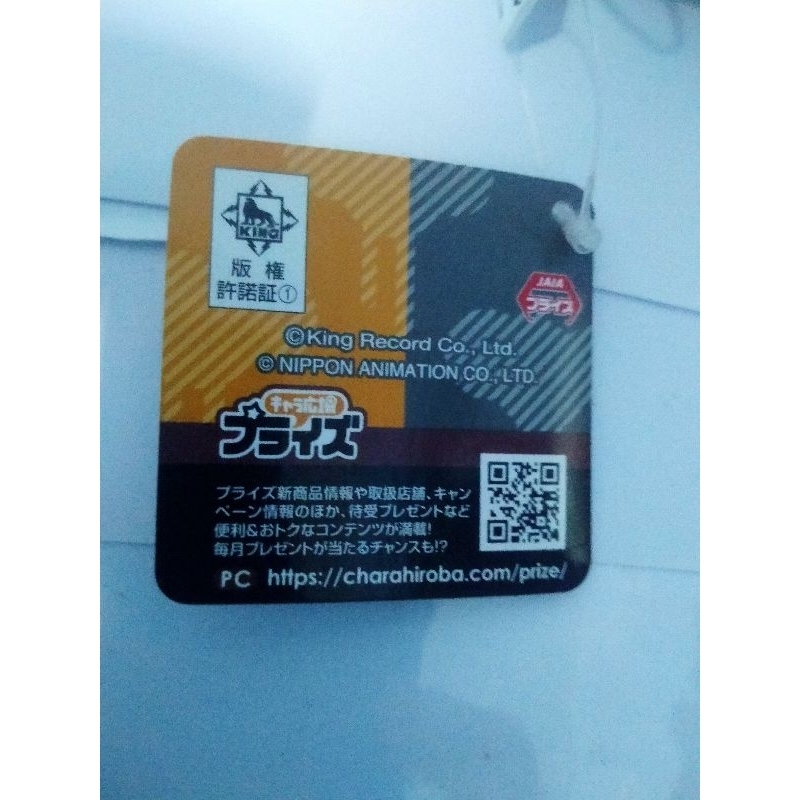 KING
版権
許諾証①
JAIA
プライズ
©King Record Co., Ltd.
© NIPPON ANIMATION CO., LTD.
キャラ広場
プライズ
プライズ新商品情報や取扱店舗、キャン
ペーン情報のほか、待受プレゼントなど
便利&おトクなコンテンツが満載!
毎月プレゼントが当たるチャンスも!?
PC https://charahiroba.com/prize/